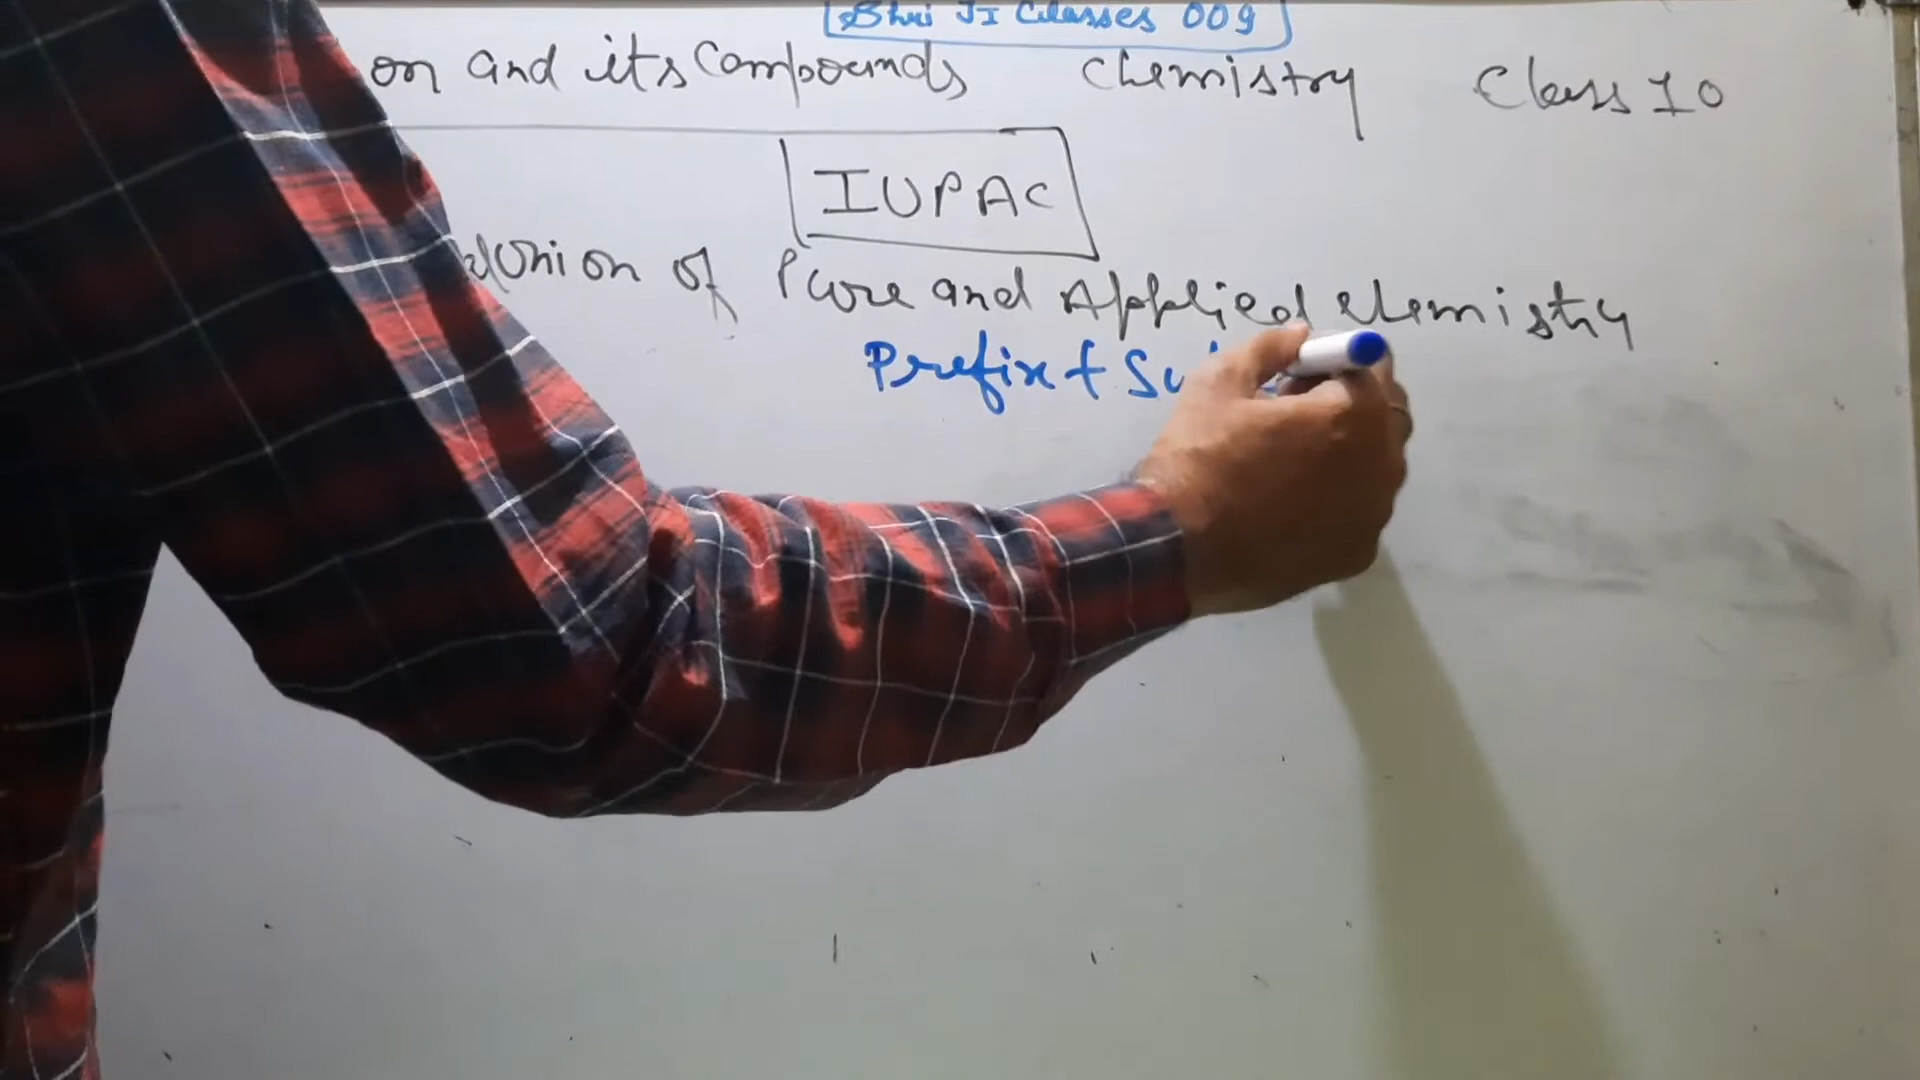 Shri JI Classes 009
on and its Compounds Chemistry Class 10
IUPAC
Union of Pure and Applied chemistry
Prefix + Su